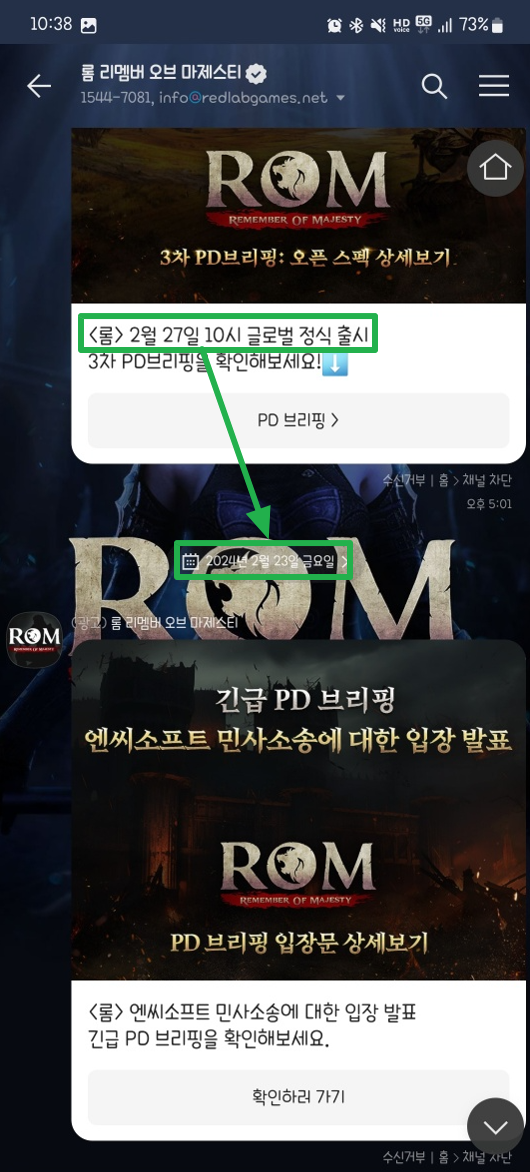 10:38
HD voice 5G 73%
롬 리멤버 오브 마제스티
1544-7081, info@redlabgames.net
ROM
REMEMBER OF MAJESTY
3차 PD브리핑: 오픈 스펙 상세보기
<롬> 2월 27일 10시 글로벌 정식 출시
3차 PD브리핑을 확인해보세요!⬇️
PD 브리핑 >
수신거부 | 홈 > 채널 차단
오후 5:01
ROM
2024년 2월 23일 금요일 >
(광고) 롬 리멤버 오브 마제스티
ROM
긴급 PD 브리핑
엔씨소프트 민사소송에 대한 입장 발표
ROM
REMEMBER OF MAJESTY
PD 브리핑 입장문 상세보기
<롬> 엔씨소프트 민사소송에 대한 입장 발표
긴급 PD 브리핑을 확인해보세요.
확인하러 가기
수신거부 | 홈 > 채널 차단